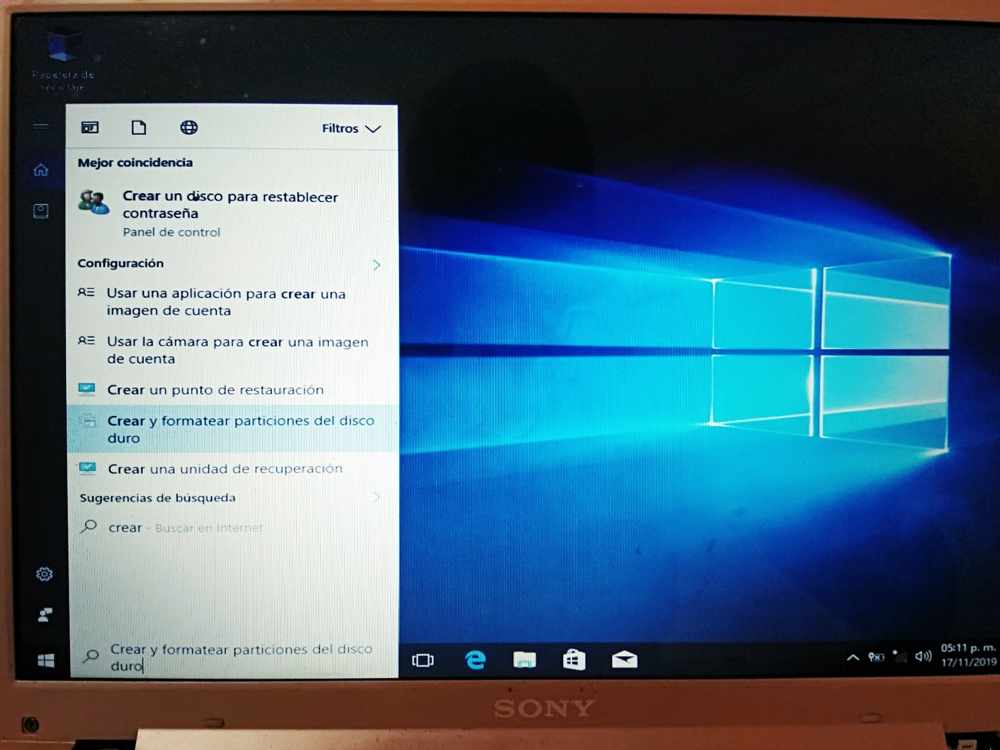 Papelera de
reciclaje
Filtros
Mejor coincidencia
Crear un disco para restablecer
contraseña
Panel de control
Configuración
Usar una aplicación para crear una
imagen de cuenta
Usar la cámara para crear una imagen
de cuenta
Crear un punto de restauración
Crear y formatear particiones del disco
duro
Crear una unidad de recuperación
Sugerencias de búsqueda
crear - Buscar en Internet
Crear y formatear particiones del disco
duro
05:11 p. m.
17/11/2019
SONY